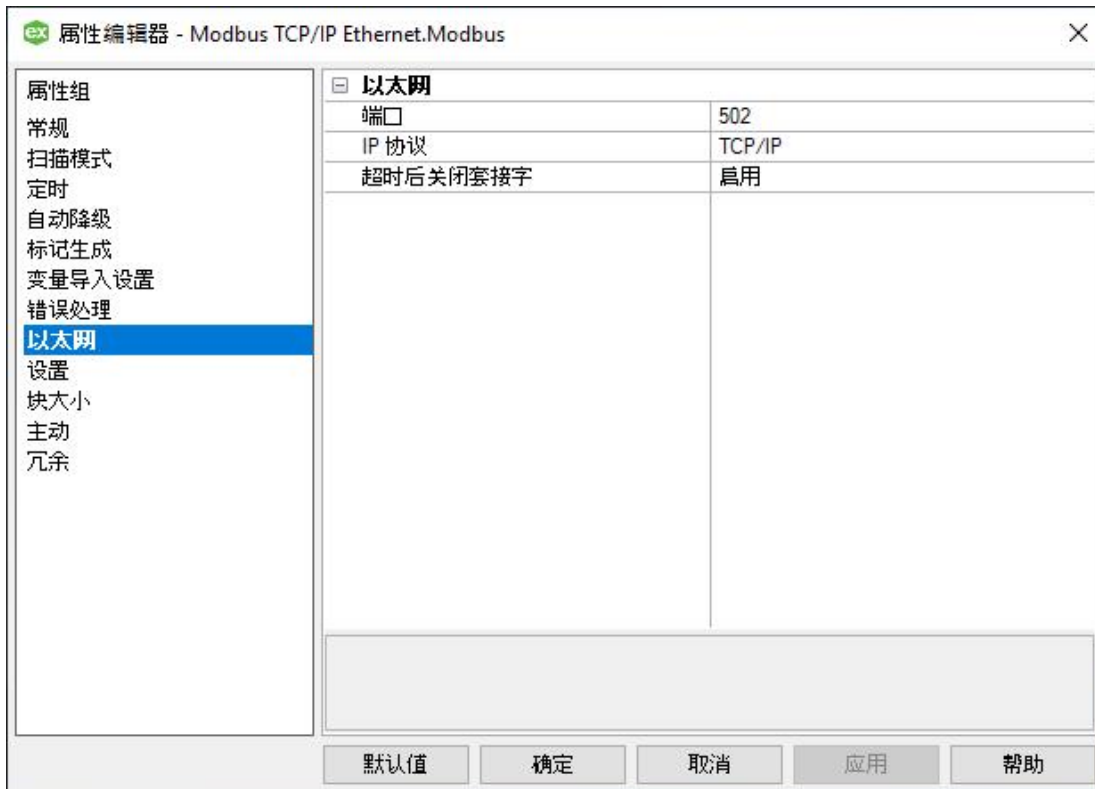 ex 属性编辑器 - Modbus TCP/IP Ethernet.Modbus
属性组
常规
扫描模式
定时
自动降级
标记生成
变量导入设置
错误处理
以太网
设置
块大小
主动
冗余
以太网
端口 502
IP 协议 TCP/IP
超时后关闭套接字 启用
默认值 确定 取消 应用 帮助